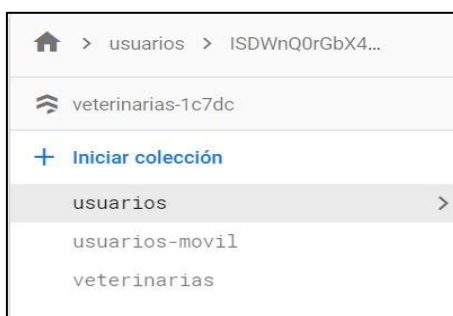 > usuarios > ISDWnQ0rGbX4...
veterinarias-1c7dc
+ Iniciar colección
usuarios >
usuarios-movil
veterinarias